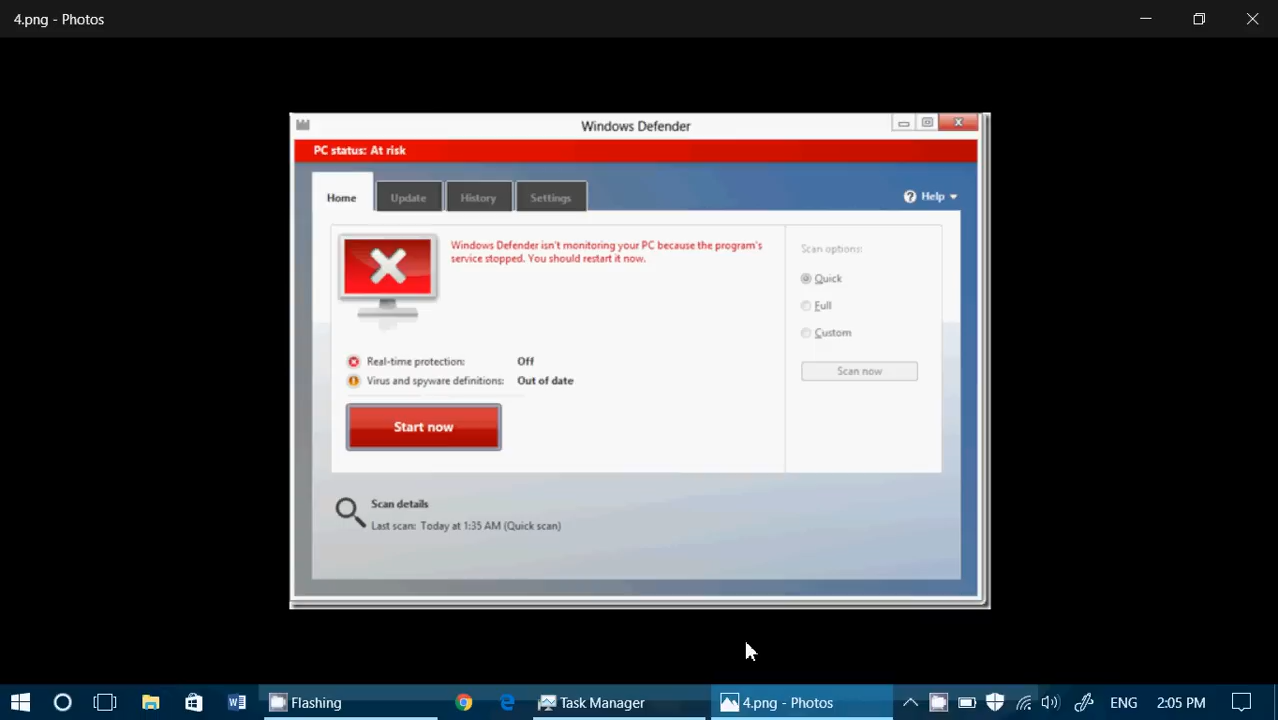 4.png - Photos
Windows Defender
PC status: At risk
Home
Update
History
Settings
Help
Windows Defender isn't monitoring your PC because the program's
service stopped. You should restart it now.
Real-time protection: Off
Virus and spyware definitions: Out of date
Start now
Scan options:
Quick
Full
Custom
Scan now
Scan details
Last scan: Today at 1:35 AM (Quick scan)
Flashing
Task Manager
4.png - Photos
ENG
2:05 PM